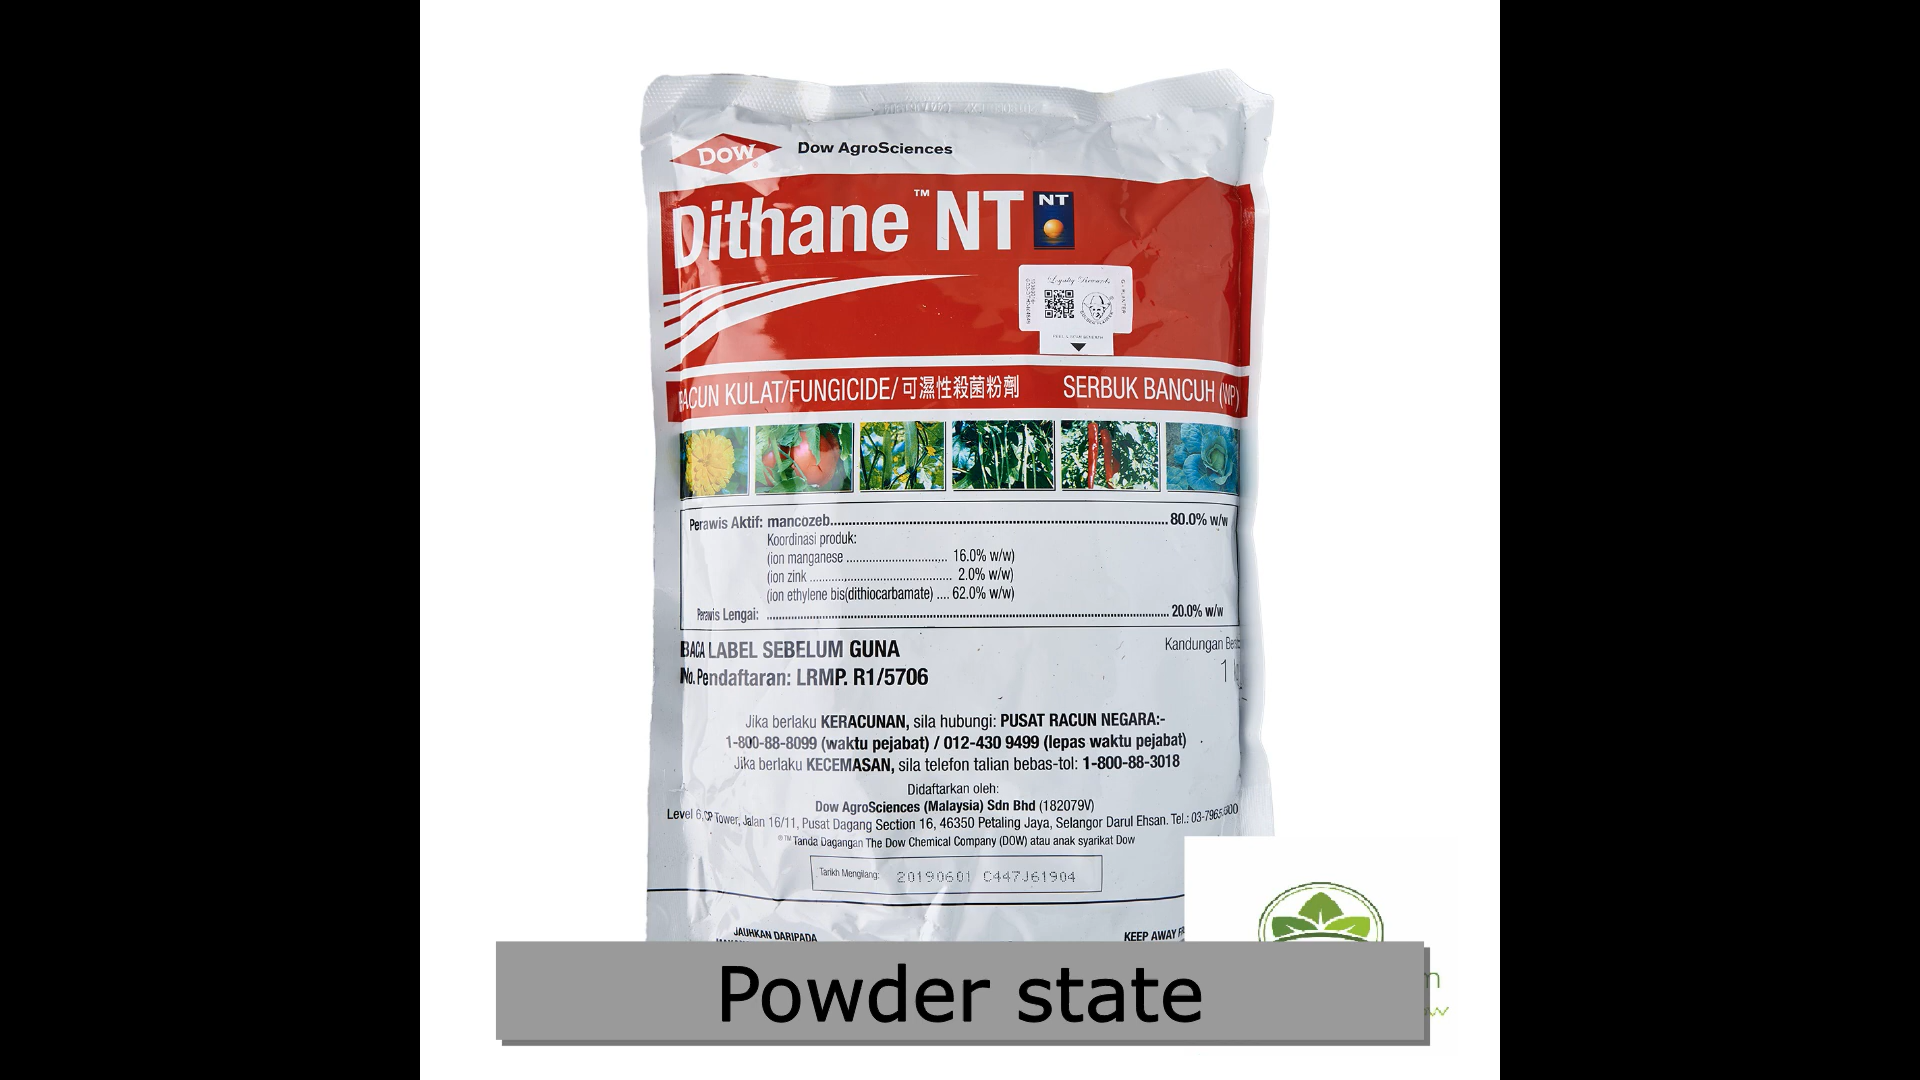 DOW
Dow AgroSciences
Dithane™ NT
NT
Loyalty Rewards
RACUN KULAT/FUNGICIDE/可濕性殺菌粉劑 SERBUK BANCUH (WP)
Perawis Aktif: mancozeb 80.0% w/w
Koordinasi produk:
(ion manganese 16.0% w/w)
(ion zink 2.0% w/w)
(ion ethylene bis(dithiocarbamate) .... 62.0% w/w)
Perawis Lengai: 20.0% w/w
BACA LABEL SEBELUM GUNA
Kandungan
No. Pendaftaran: LRMP. R1/5706
1 kg
Jika berlaku KERACUNAN, sila hubungi: PUSAT RACUN NEGARA:-
1-800-88-8099 (waktu pejabat) / 012-430 9499 (lepas waktu pejabat)
Jika berlaku KECEMASAN, sila telefon talian bebas-tol: 1-800-88-3018
Didaftarkan oleh:
Dow AgroSciences (Malaysia) Sdn Bhd (182079V)
Level 6, CP Tower, Jalan 16/11, Pusat Dagang Section 16, 46350 Petaling Jaya, Selangor Darul Ehsan. Tel.:
®™Tanda Dagangan The Dow Chemical Company (DOW) atau anak syarikat Dow
Tarikh Mengilang: 20190601 C447J61904
JAUHKAN DARIPADA
KEEP AWAY
Powder state